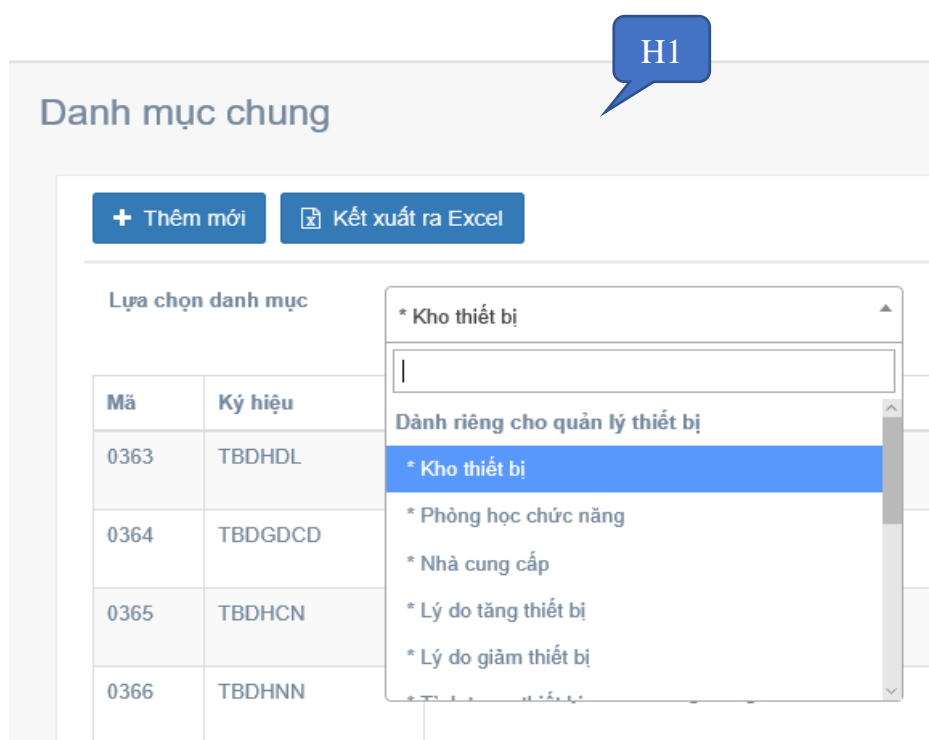 H1
Danh mục chung
Thêm mới Kết xuất ra Excel
Lựa chọn danh mục * Kho thiết bị
Mã Ký hiệu
Dành riêng cho quản lý thiết bị
0363 TBDHDL * Kho thiết bị
* Phòng học chức năng
0364 TBDGDCD
* Nhà cung cấp
0365 TBDHCN * Lý do tăng thiết bị
* Lý do giảm thiết bị
0366 TBDHNN